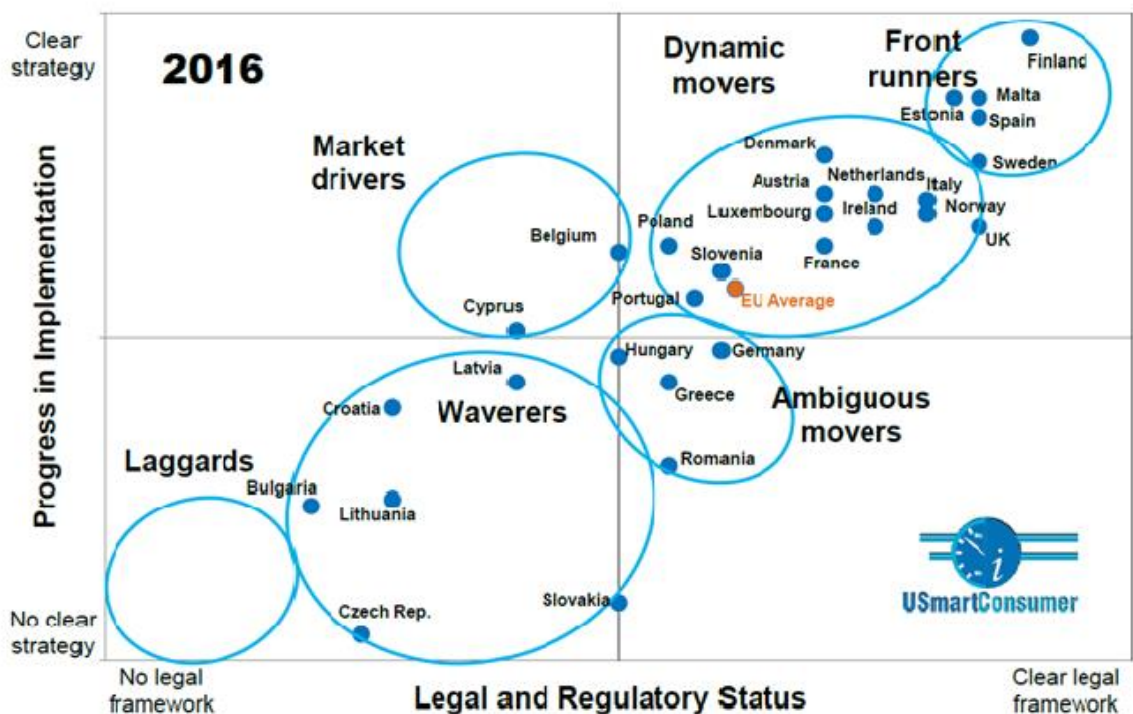 Clear
strategy
2016
Dynamic
movers
Front
runners
Finland
Estonia
Malta
Spain
Sweden
Market
drivers
Denmark
Austria
Netherlands
Italy
Luxembourg
Ireland
Norway
UK
Belgium
Poland
Slovenia
France
Portugal
EU Average
Cyprus
Hungary
Germany
Latvia
Greece
Croatia
Waverers
Ambiguous
movers
Laggards
Romania
Bulgaria
Lithuania
Slovakia
Czech Rep.
i
USmartConsumer
Progress in Implementation
No clear
strategy
No legal
framework
Legal and Regulatory Status
Clear legal
framework